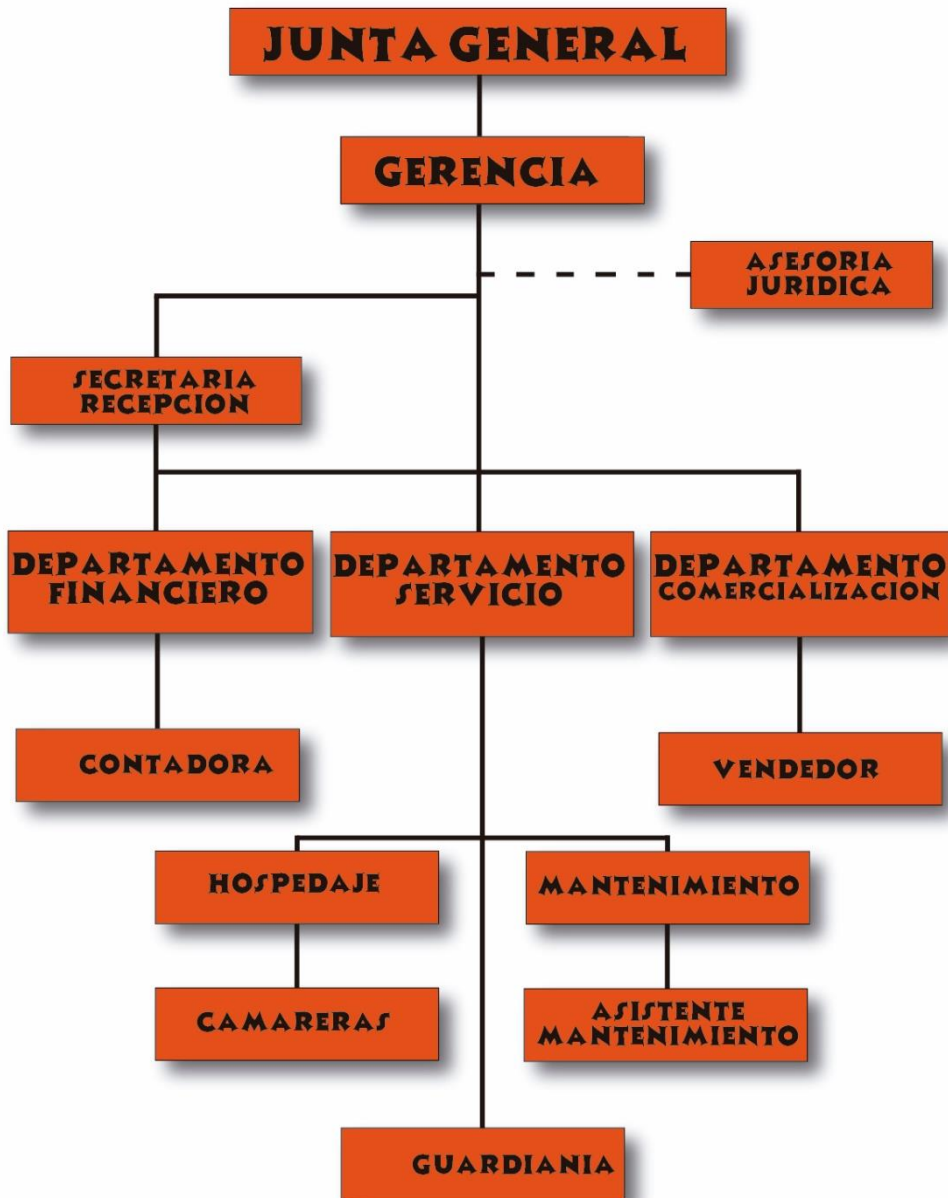 JUNTA GENERAL
GERENCIA
ASESORIA
JURIDICA
SECRETARIA
RECEPCION
DEPARTAMENTO
FINANCIERO
DEPARTAMENTO
SERVICIO
DEPARTAMENTO
COMERCIALIZACION
CONTADORA
VENDEDOR
HOSPEDAJE
MANTENIMIENTO
CAMARERAS
ASISTENTE
MANTENIMIENTO
GUARDIANIA